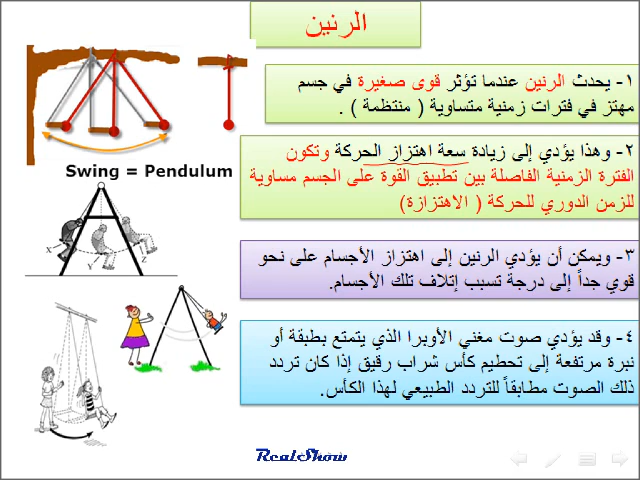 الرنين
١- يحدث الرنين عندما تؤثر قوى صغيرة في جسم
مهتز في فترات زمنية متساوية ( منتظمة ) .
٢- وهذا يؤدي إلى زيادة سعة اهتزاز الحركة وتكون
الفترة الزمنية الفاصلة بين تطبيق القوة على الجسم مساوية
للزمن الدوري للحركة ( الاهتزازة)
Swing = Pendulum
X
Y
Z
٣- ويمكن أن يؤدي الرنين إلى اهتزاز الأجسام على نحو
قوي جداً إلى درجة تسبب إتلاف تلك الأجسام.
٤- وقد يؤدي صوت مغني الأوبرا الذي يتمتع بطبقة أو
نبرة مرتفعة إلى تحطيم كأس شراب رقيق إذا كان تردد
ذلك الصوت مطابقاً للتردد الطبيعي لهذا الكأس.
RealShow